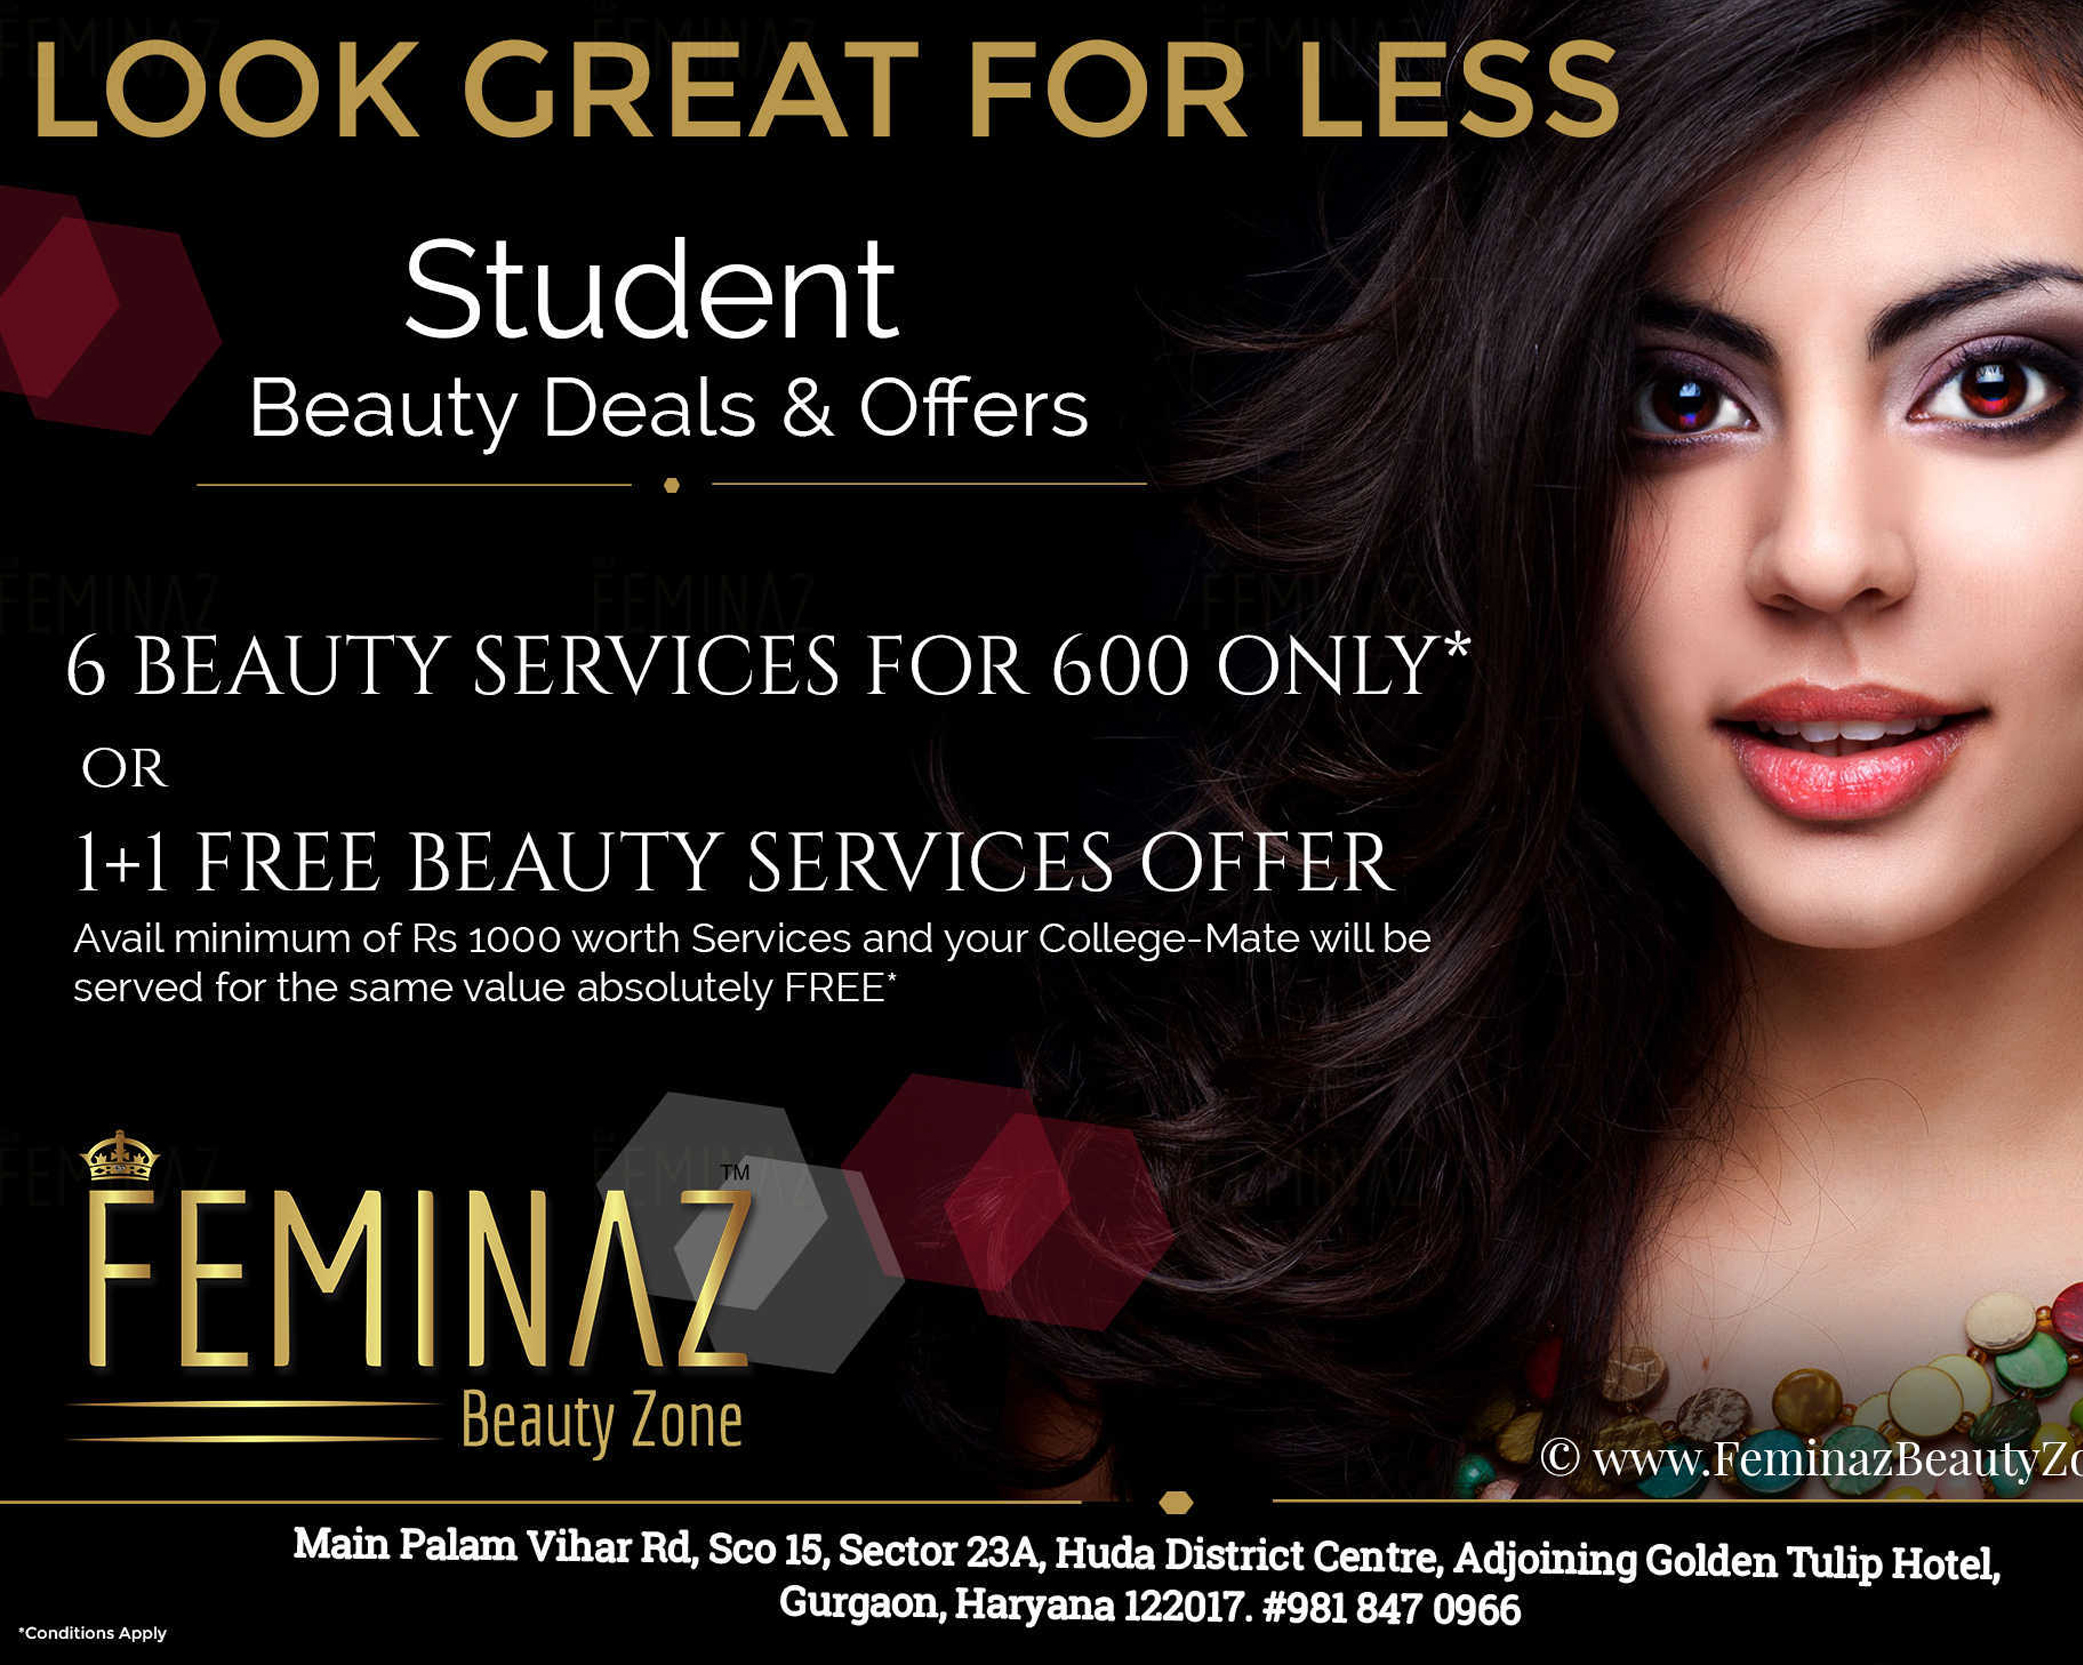 LOOK GREAT FOR LESS
Student
Beauty Deals & Offers
6 BEAUTY SERVICES FOR 600 ONLY*
OR
1+1 FREE BEAUTY SERVICES OFFER
Avail minimum of Rs 1000 worth Services and your College-Mate will be
served for the same value absolutely FREE*
FEMINAZ™
Beauty Zone
© www.FeminazBeautyZo
Main Palam Vihar Rd, Sco 15, Sector 23A, Huda District Centre, Adjoining Golden Tulip Hotel,
Gurgaon, Haryana 122017. #981 847 0966
*Conditions Apply